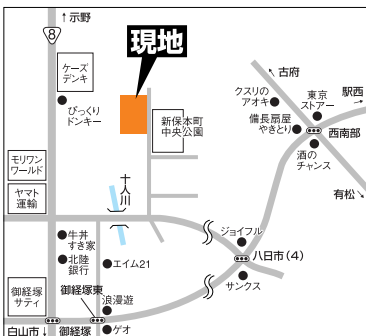 ↑示野
8
現地
ケーズ
デンキ
びっくり
ドンキー
新保本町
中央公園
↖古府
クスリの
アオキ
東京
ストアー
駅西
→
備長扇屋
やきとり
西南部
酒の
チャンス
有松↘
モリワン
ワールド
ヤマト
運輸
十人川
牛丼
すき家
北陸
銀行
エイム21
ジョイフル
八日市(4)
サンクス
御経塚
サティ
御経塚東
浪漫遊
白山市↓
御経塚
ゲオ